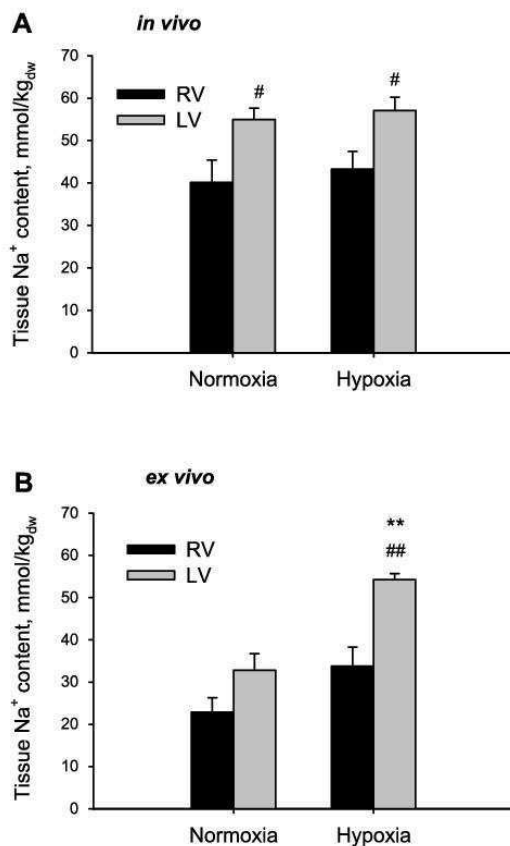 A
in vivo
Tissue Na⁺ content, mmmol/kg_dw
70
60
50
40
30
20
10
0
RV
LV
#
#
Normoxia
Hypoxia
B
ex vivo
Tissue Na⁺ content, mmol/kg_dw
70
60
50
40
30
20
10
0
RV
LV
**
##
Normoxia
Hypoxia